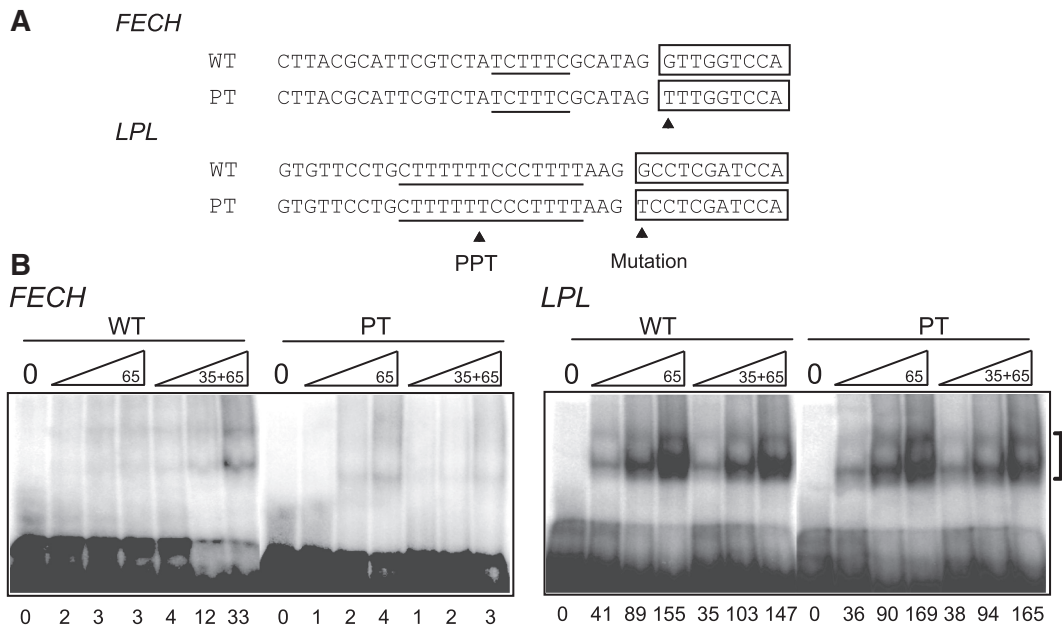 A
FECH
WT CTTACGCATTCGTCTATCTTTCGCATAG GTTGGTCCA
PT CTTACGCATTCGTCTATCTTTCGCATAG TTTGGTCCA
LPL
WT GTGTTCCTGCTTTTTTCCCTTTTAAG GCCTCGATCCA
PT GTGTTCCTGCTTTTTTCCCTTTTAAG TCCTCGATCCA
PPT Mutation
B
FECH LPL
WT PT WT PT
0 65 35+65 0 65 35+65 0 65 35+65 0 65 35+65
0 2 3 3 4 12 33 0 1 2 4 1 2 3 0 41 89 155 35 103 147 0 36 90 169 38 94 165